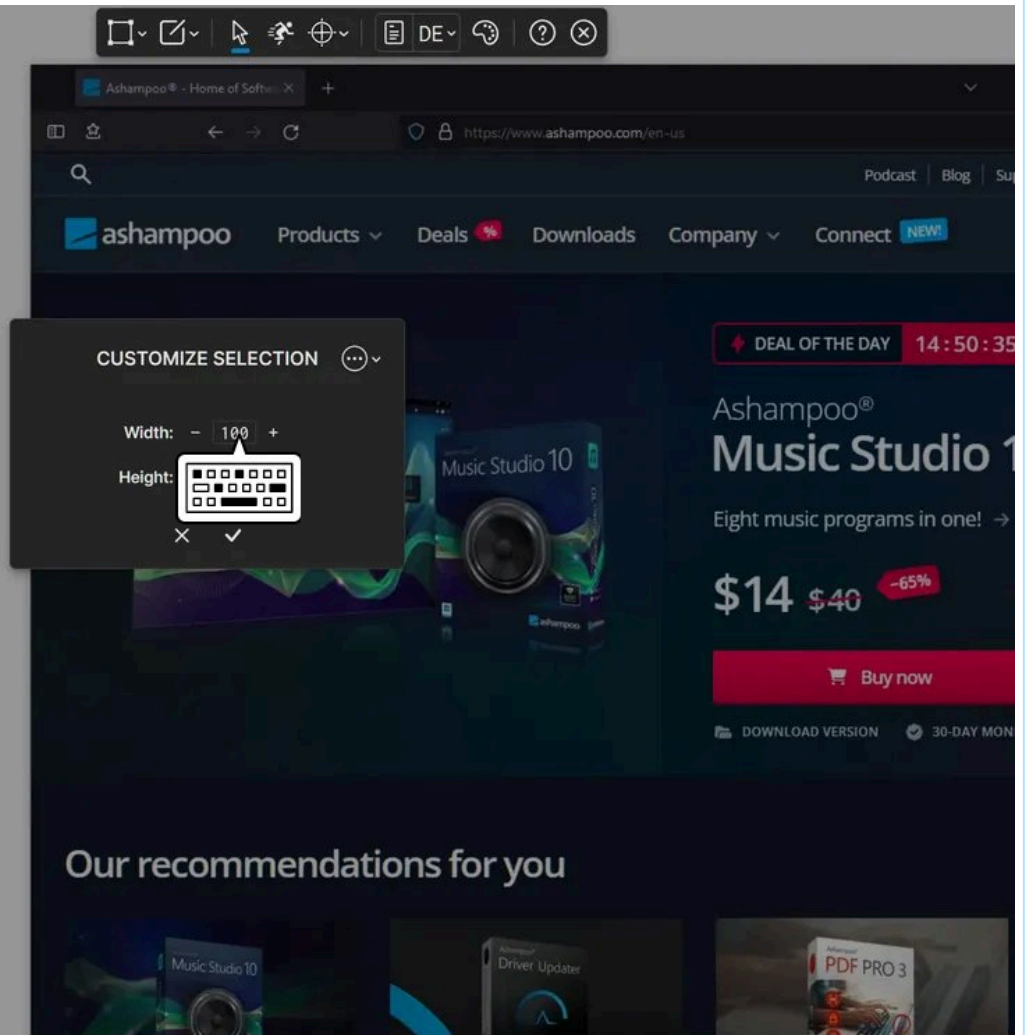 DE
Ashampoo® - Home of Softw
https://www.ashampoo.com/en-us
Podcast Blog Sup
ashampoo Products Deals % Downloads Company Connect NEW!
CUSTOMIZE SELECTION
Width: - 100 +
Height:
DEAL OF THE DAY 14:50:35
Ashampoo®
Music Studio 1
Eight music programs in one! →
$14 $40 -65%
Buy now
DOWNLOAD VERSION 30-DAY MON
Music Studio 10
ashampoo
Our recommendations for you
Music Studio 10
Driver Updater
PDF PRO 3